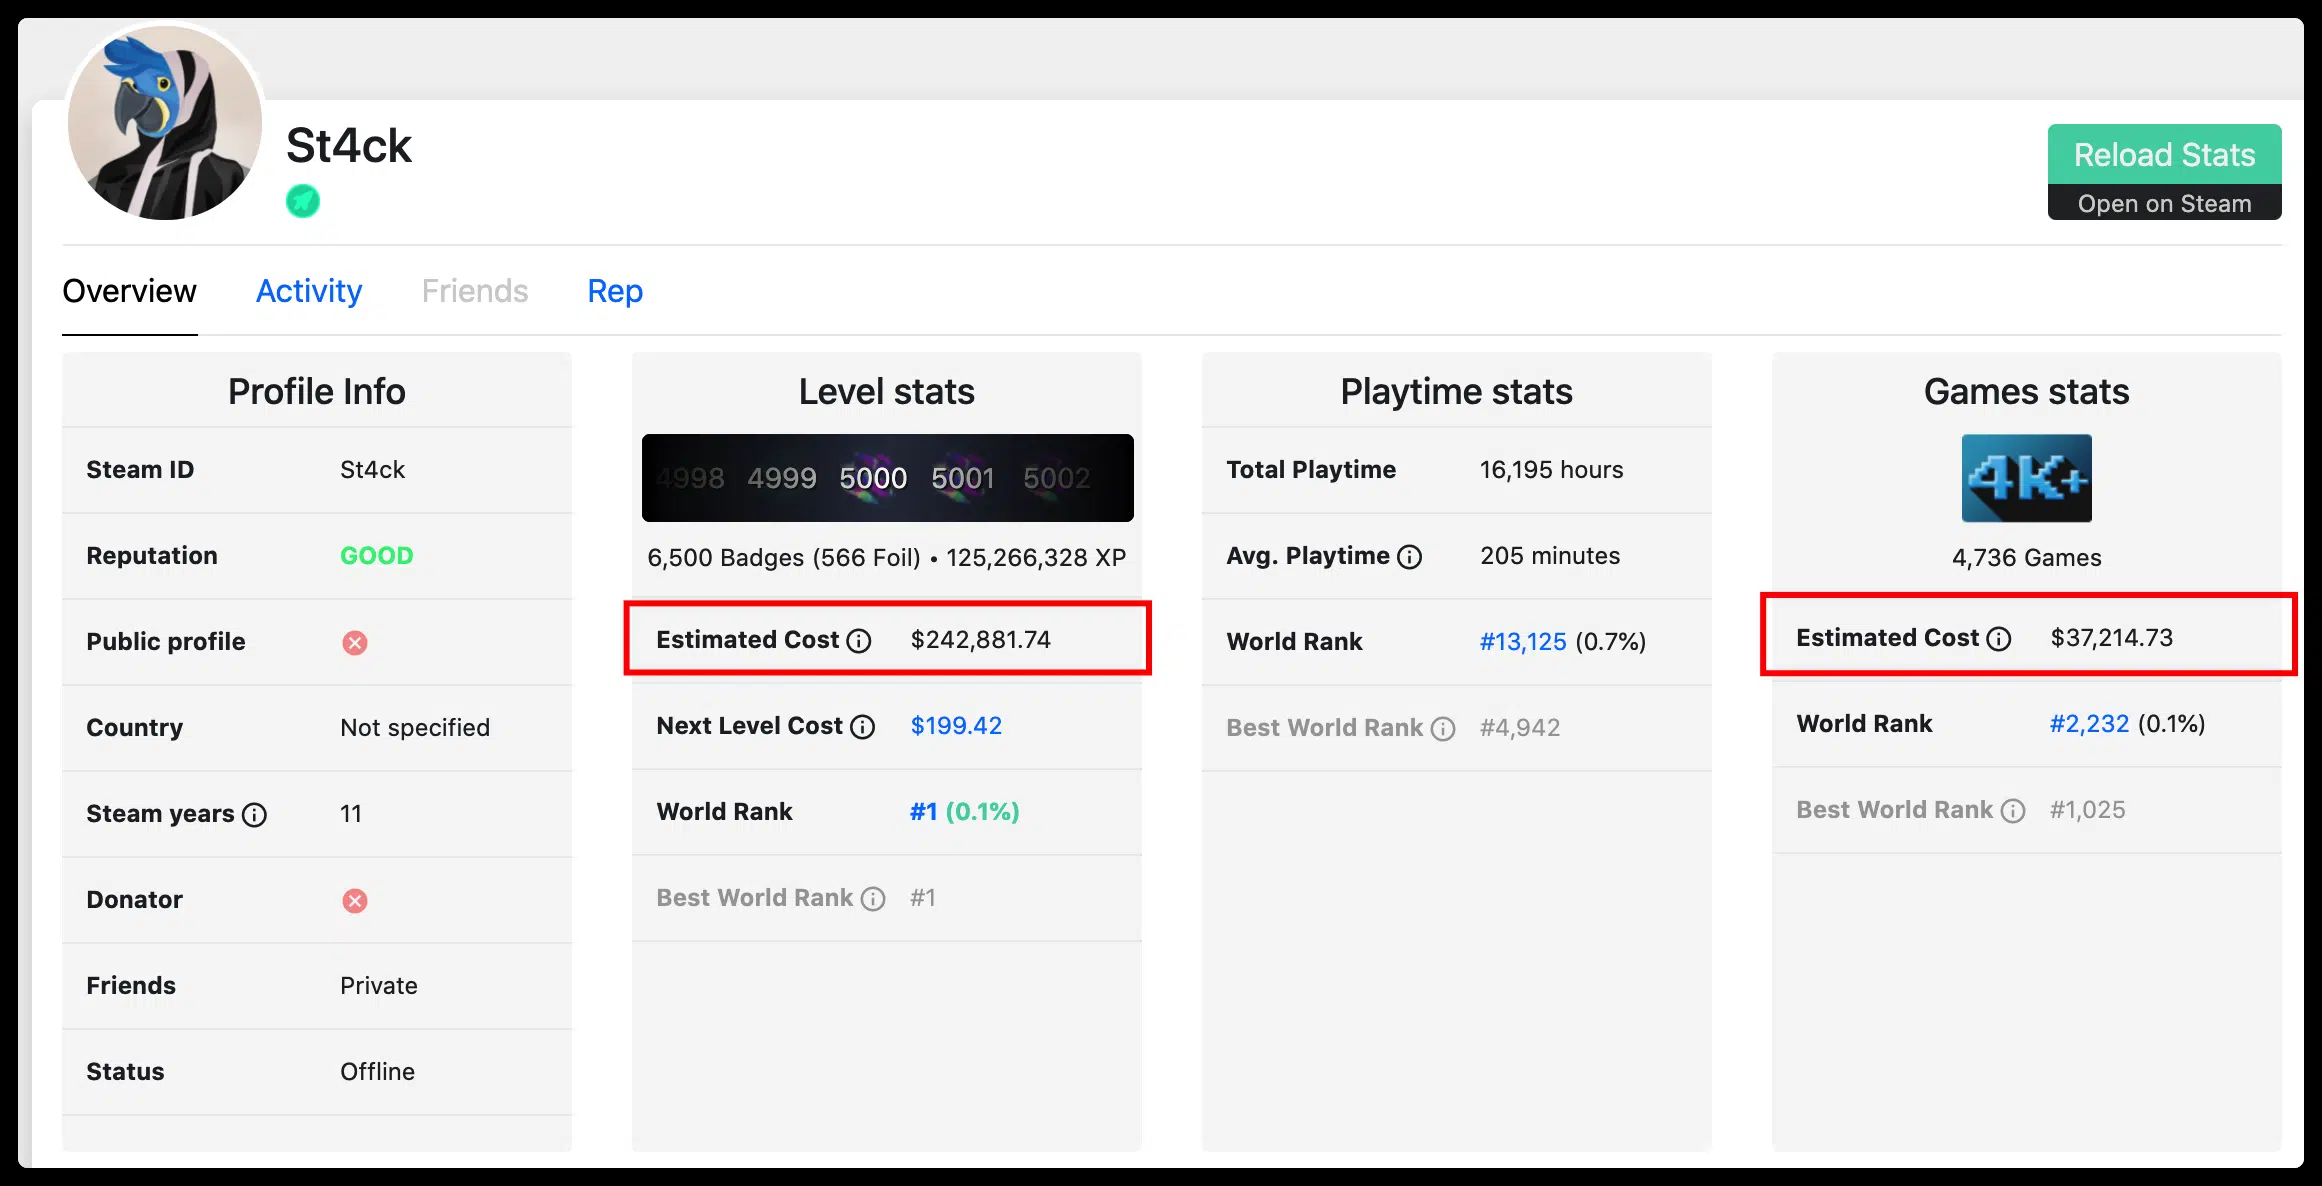 St4ck
Reload Stats
Open on Steam
Overview Activity Friends Rep
Profile Info
Steam ID St4ck
Reputation GOOD
Public profile
Country Not specified
Steam years 11
Donator
Friends Private
Status Offline
Level stats
4998 4999 5000 5001 5002
6,500 Badges (566 Foil) • 125,266,328 XP
Estimated Cost $242,881.74
Next Level Cost $199.42
World Rank #1 (0.1%)
Best World Rank #1
Playtime stats
Total Playtime 16,195 hours
Avg. Playtime 205 minutes
World Rank #13,125 (0.7%)
Best World Rank #4,942
Games stats
4K+
4,736 Games
Estimated Cost $37,214.73
World Rank #2,232 (0.1%)
Best World Rank #1,025